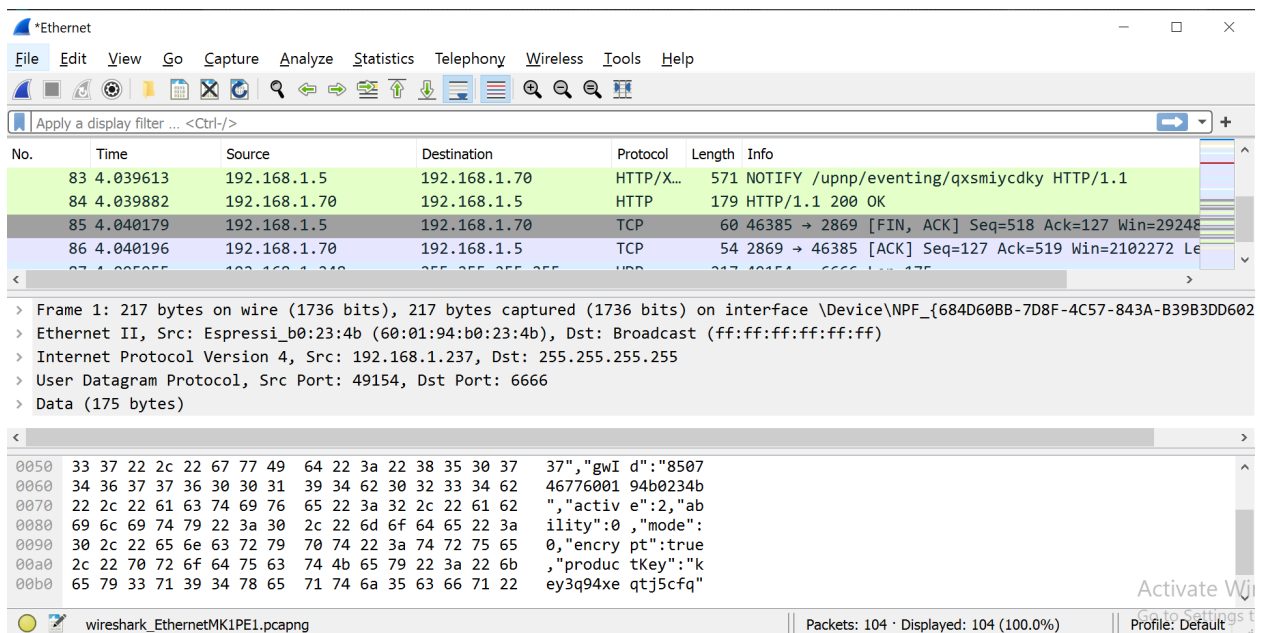 *Ethernet
File Edit View Go Capture Analyze Statistics Telephony Wireless Tools Help
Apply a display filter ... <Ctrl-/>
No. Time Source Destination Protocol Length Info
83 4.039613 192.168.1.5 192.168.1.70 HTTP/X… 571 NOTIFY /upnp/eventing/qxsmiycdky HTTP/1.1
84 4.039882 192.168.1.70 192.168.1.5 HTTP 179 HTTP/1.1 200 OK
85 4.040179 192.168.1.5 192.168.1.70 TCP 60 46385 → 2869 [FIN, ACK] Seq=518 Ack=127 Win=29248
86 4.040196 192.168.1.70 192.168.1.5 TCP 54 2869 → 46385 [ACK] Seq=127 Ack=519 Win=2102272 Le
Frame 1: 217 bytes on wire (1736 bits), 217 bytes captured (1736 bits) on interface \Device\NPF_{684D60BB-7D8F-4C57-843A-B39B3DD602
Ethernet II, Src: Espressi_b0:23:4b (60:01:94:b0:23:4b), Dst: Broadcast (ff:ff:ff:ff:ff:ff)
Internet Protocol Version 4, Src: 192.168.1.237, Dst: 255.255.255.255
User Datagram Protocol, Src Port: 49154, Dst Port: 6666
Data (175 bytes)
0050 33 37 22 2c 22 67 77 49 64 22 3a 22 38 35 30 37 37","gwI d":"8507
0060 34 36 37 37 36 30 30 31 39 34 62 30 32 33 34 62 46776001 94b0234b
0070 22 2c 22 61 63 74 69 76 65 22 3a 32 2c 22 61 62 ","activ e":2,"ab
0080 69 6c 69 74 79 22 3a 30 2c 22 6d 6f 64 65 22 3a ility":0 ,"mode":
0090 30 2c 22 65 6e 63 72 79 70 74 22 3a 74 72 75 65 0,"encry pt":true
00a0 2c 22 70 72 6f 64 75 63 74 4b 65 79 22 3a 22 6b ,"produc tKey":"k
00b0 65 79 33 71 39 34 78 65 71 74 6a 35 63 66 71 22 ey3q94xe qtj5cfq"
Activate Wi
Go to Settings t
wireshark_EthernetMK1PE1.pcapng Packets: 104 · Displayed: 104 (100.0%) Profile: Default